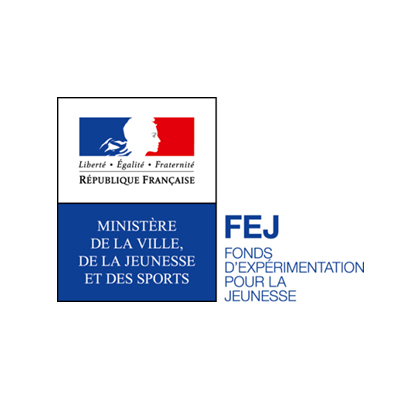 Liberté • Égalité • Fraternité
RÉPUBLIQUE FRANÇAISE
MINISTÈRE
DE LA VILLE,
DE LA JEUNESSE
ET DES SPORTS
FEJ
FONDS
D'EXPÉRIMENTATION
POUR LA
JEUNESSE